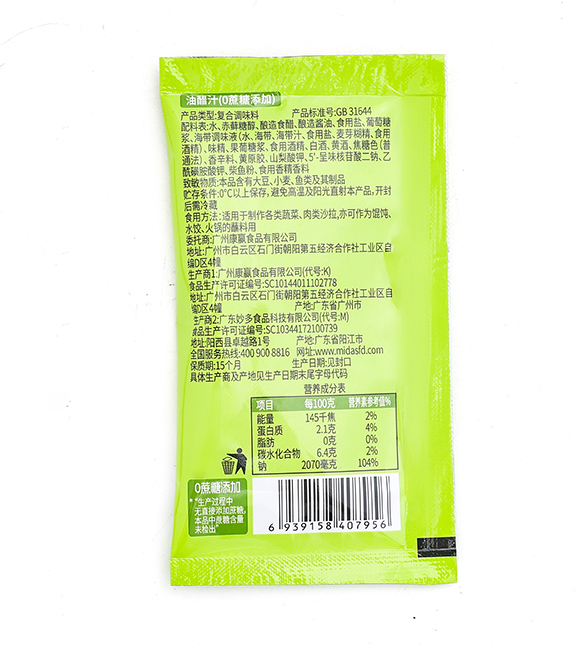 油醋汁(0蔗糖添加)
产品类型:复合调味料 产品标准号:GB 31644
配料表:水、赤藓糖醇、酿造食醋、酿造酱油、食用盐、葡萄糖
浆、海带调味液(水、海带、海带汁、食用盐、麦芽糊精、食用
酒精)、味精、果葡糖浆、食用酒精、白酒、黄酒、焦糖色(普
通法)、香辛料、黄原胶、山梨酸钾、5'-呈味核苷酸二钠、乙
酰磺胺酸钾、柴鱼粉、食用香精香料
致敏物质:本品含有大豆、小麦、鱼类及其制品
贮存条件:0℃以上保存,避免高温及阳光直射本产品,开封
后需冷藏
食用方法:适用于制作各类蔬菜、肉类沙拉,亦可作为馄饨、
水饺、火锅的蘸料用
委托商:广州康赢食品有限公司
地址:广州市白云区石门街朝阳第五经济合作社工业区自
编D区4幢
生产商1:广州康赢食品有限公司(代号:K)
食品生产许可证编号:SC10144011102778
地址:广州市白云区石门街朝阳第五经济合作社工业区自
编D区4幢 产地:广东省广州市
生产商2:广东妙多食品科技有限公司(代号:M)
食品生产许可证编号:SC10344172100739
地址:阳西县卓越路1号 产地:广东省阳江市
全国服务热线:400 900 8816 网址:www.midasfd.com
保质期:15个月 生产日期:见封口
具体生产商及产地见生产日期末尾字母代码
营养成分表
项目 每100克 营养素参考值%
能量 145千焦 2%
蛋白质 2.1克 4%
脂肪 0克 0%
碳水化合物 6.4克 2%
钠 2070毫克 104%
0蔗糖添加
*"生产过程中
无直接添加蔗糖,
本品中蔗糖含量
未检出"
6 939158 407956